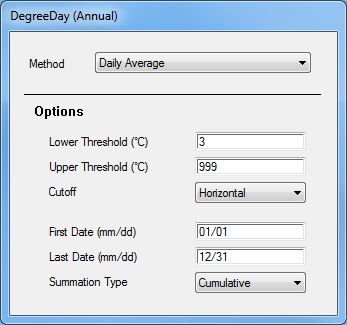 DegreeDay (Annual)
Method Daily Average
Options
Lower Threshold (°C) 3
Upper Threshold (°C) 999
Cutoff Horizontal
First Date (mm/dd) 01/01
Last Date (mm/dd) 12/31
Summation Type Cumulative